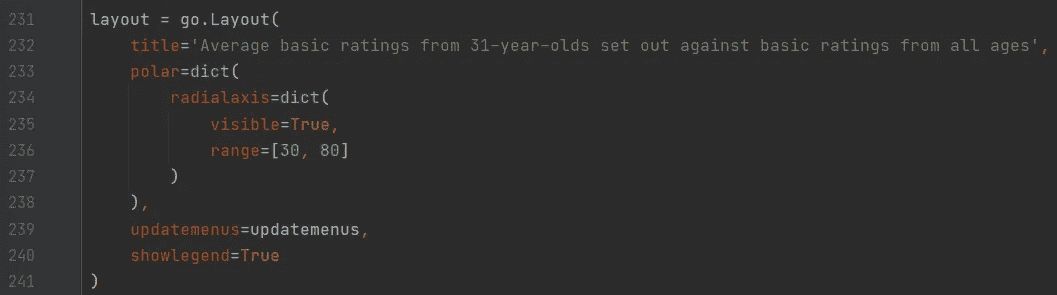 231 layout = go.Layout(
232     title='Average basic ratings from 31-year-olds set out against basic ratings from all ages',
233     polar=dict(
234         radialaxis=dict(
235             visible=True,
236             range=[30, 80]
237         )
238     ),
239     updatemenus=updatemenus,
240     showlegend=True
241 )